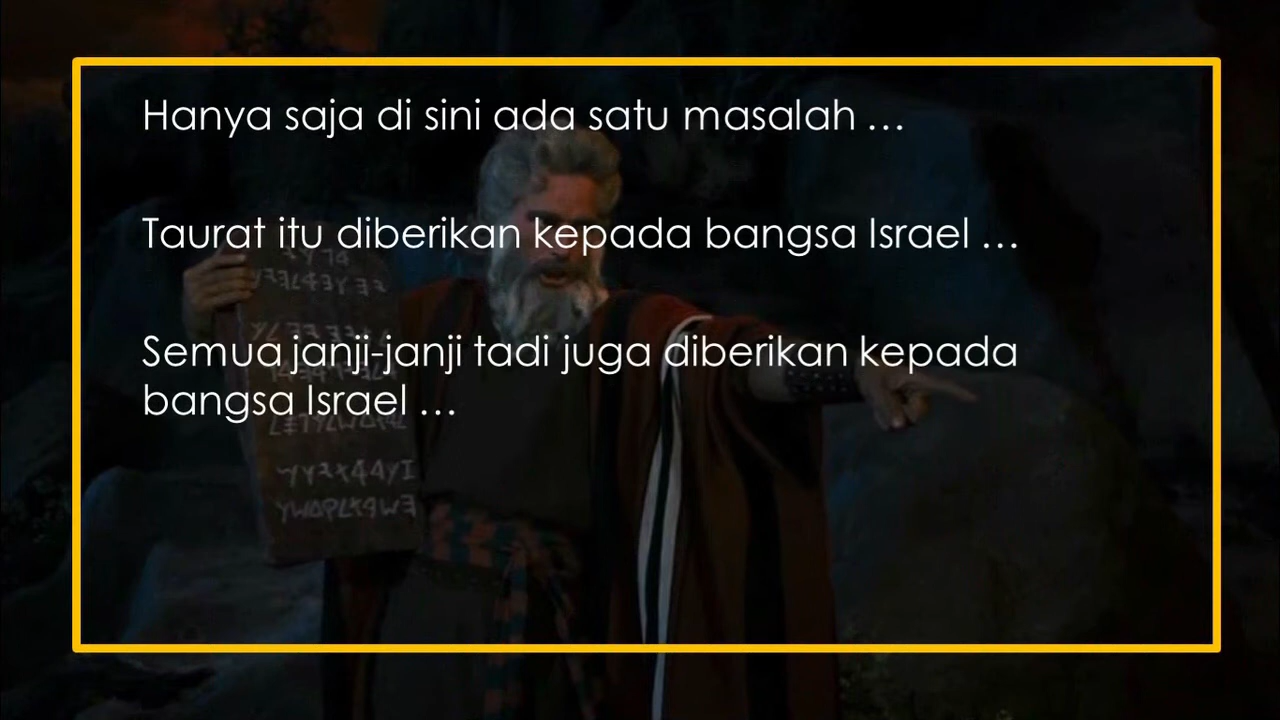 Hanya saja di sini ada satu masalah …
Taurat itu diberikan kepada bangsa Israel …
Semua janji-janji tadi juga diberikan kepada
bangsa Israel …